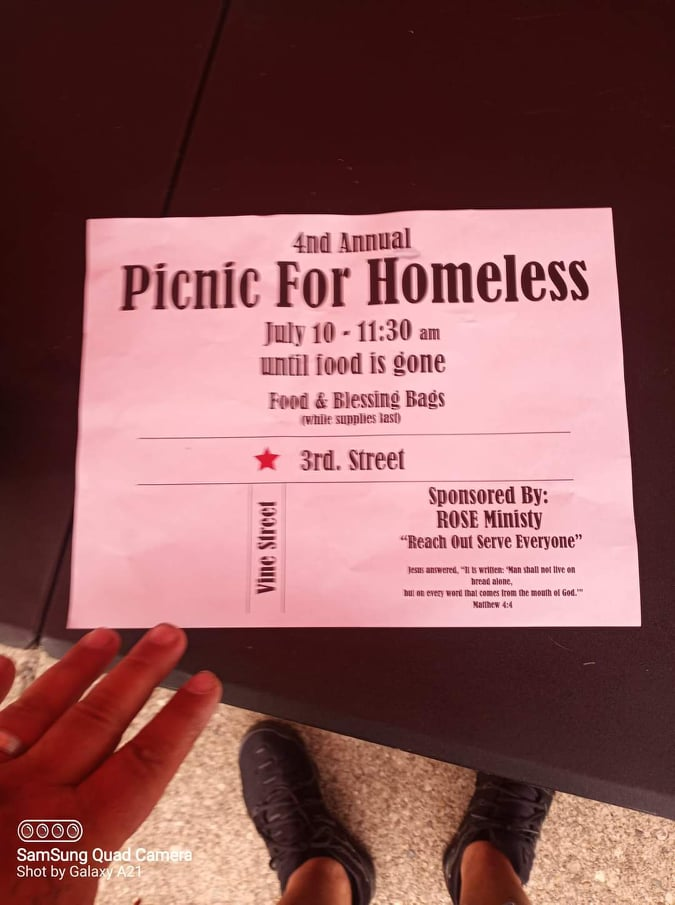 4nd Annual
Picnic For Homeless
July 10 - 11:30 am
until food is gone
Food & Blessing Bags
(while supplies last)
3rd. Street
Vine Street
Sponsored By:
ROSE Ministy
“Reach Out Serve Everyone”
Jesus answered, “It is written: ‘Man shall not live on
bread alone,
but on every word that comes from the mouth of God.’”
Matthew 4:4
SamSung Quad Camera
Shot by Galaxy A21